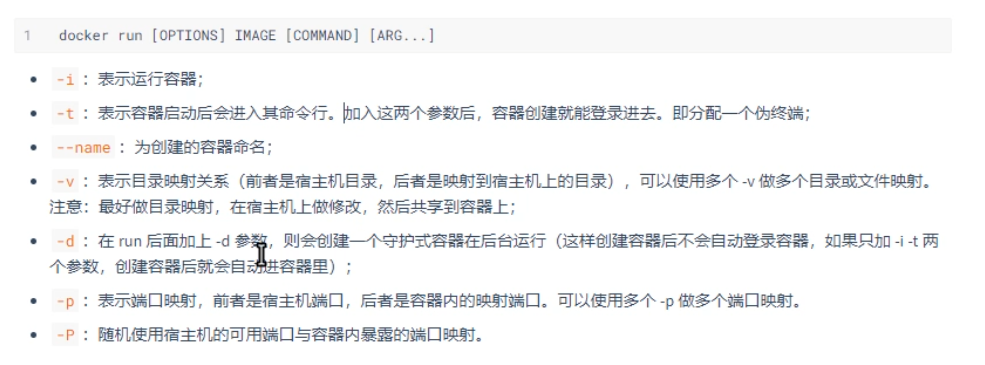 1 docker run [OPTIONS] IMAGE [COMMAND] [ARG...]
-i：表示运行容器；
-t：表示容器启动后会进入其命令行。加入这两个参数后，容器创建就能登录进去。即分配一个伪终端；
--name：为创建的容器命名；
-v：表示目录映射关系（前者是宿主机目录，后者是映射到宿主机上的目录），可以使用多个 -v 做多个目录或文件映射。
注意：最好做目录映射，在宿主机上做修改，然后共享到容器上；
-d：在 run 后面加上 -d 参数，则会创建一个守护式容器在后台运行（这样创建容器后不会自动登录容器，如果只加 -i -t 两
个参数，创建容器后就会自动进容器里）；
-p：表示端口映射，前者是宿主机端口，后者是容器内的映射端口。可以使用多个 -p 做多个端口映射。
-P：随机使用宿主机的可用端口与容器内暴露的端口映射。